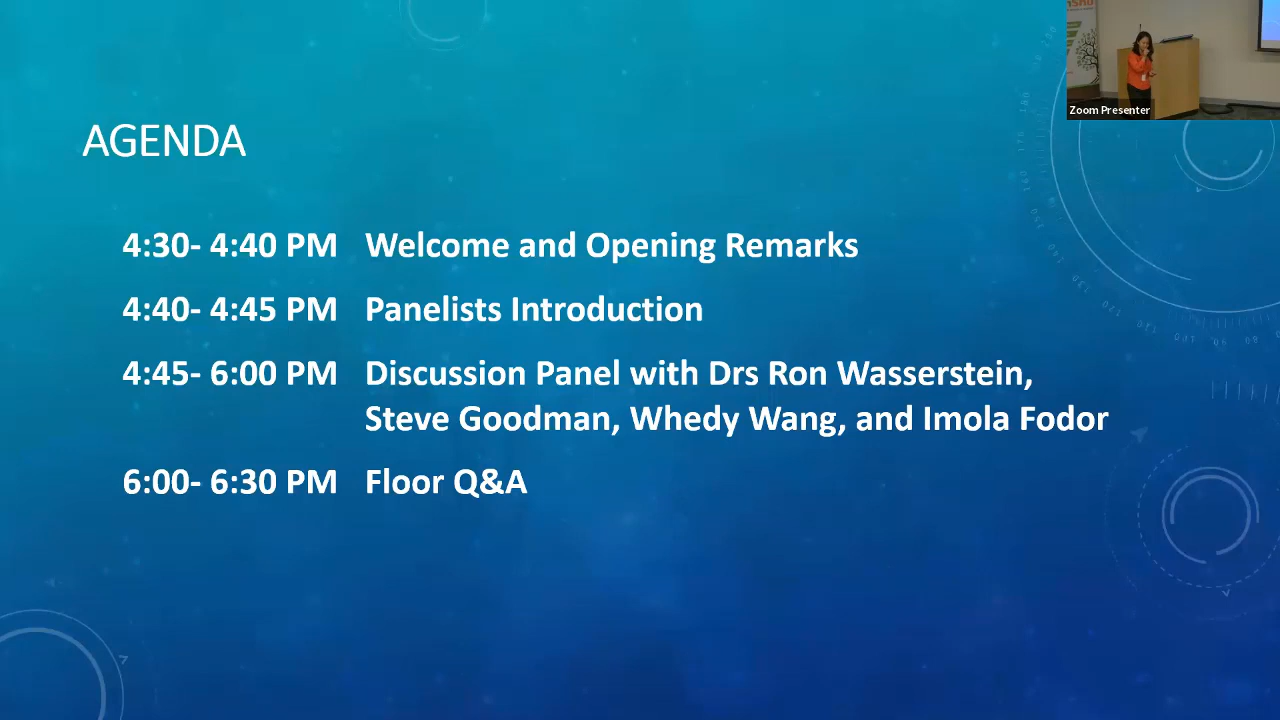 AGENDA
4:30- 4:40 PM Welcome and Opening Remarks
4:40- 4:45 PM Panelists Introduction
4:45- 6:00 PM Discussion Panel with Drs Ron Wasserstein,
Steve Goodman, Whedy Wang, and Imola Fodor
6:00- 6:30 PM Floor Q&A
Zoom Presenter